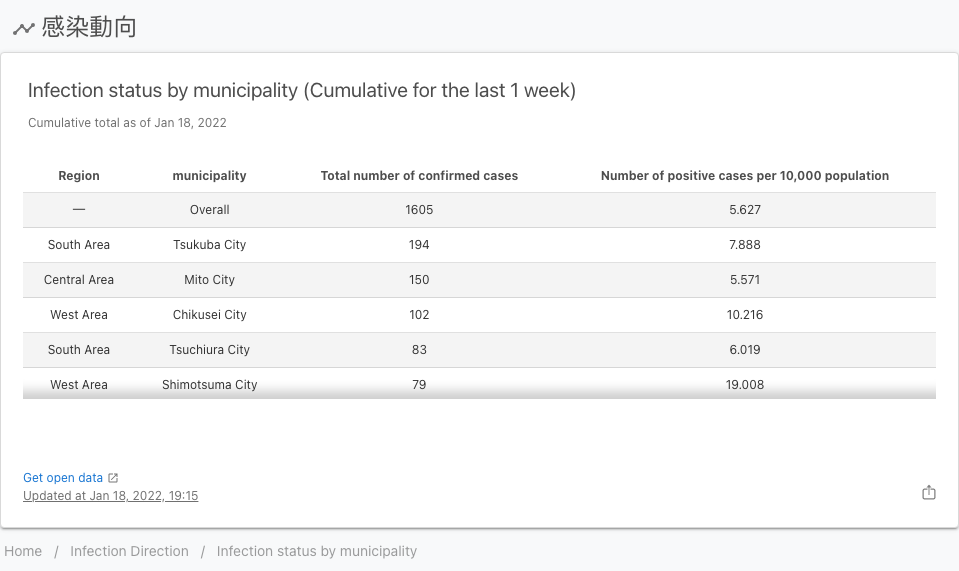 感染動向
Infection status by municipality (Cumulative for the last 1 week)
Cumulative total as of Jan 18, 2022
Region municipality Total number of confirmed cases Number of positive cases per 10,000 population
— Overall 1605 5.627
South Area Tsukuba City 194 7.888
Central Area Mito City 150 5.571
West Area Chikusei City 102 10.216
South Area Tsuchiura City 83 6.019
West Area Shimotsuma City 79 19.008
Get open data
Updated at Jan 18, 2022, 19:15
Home / Infection Direction / Infection status by municipality